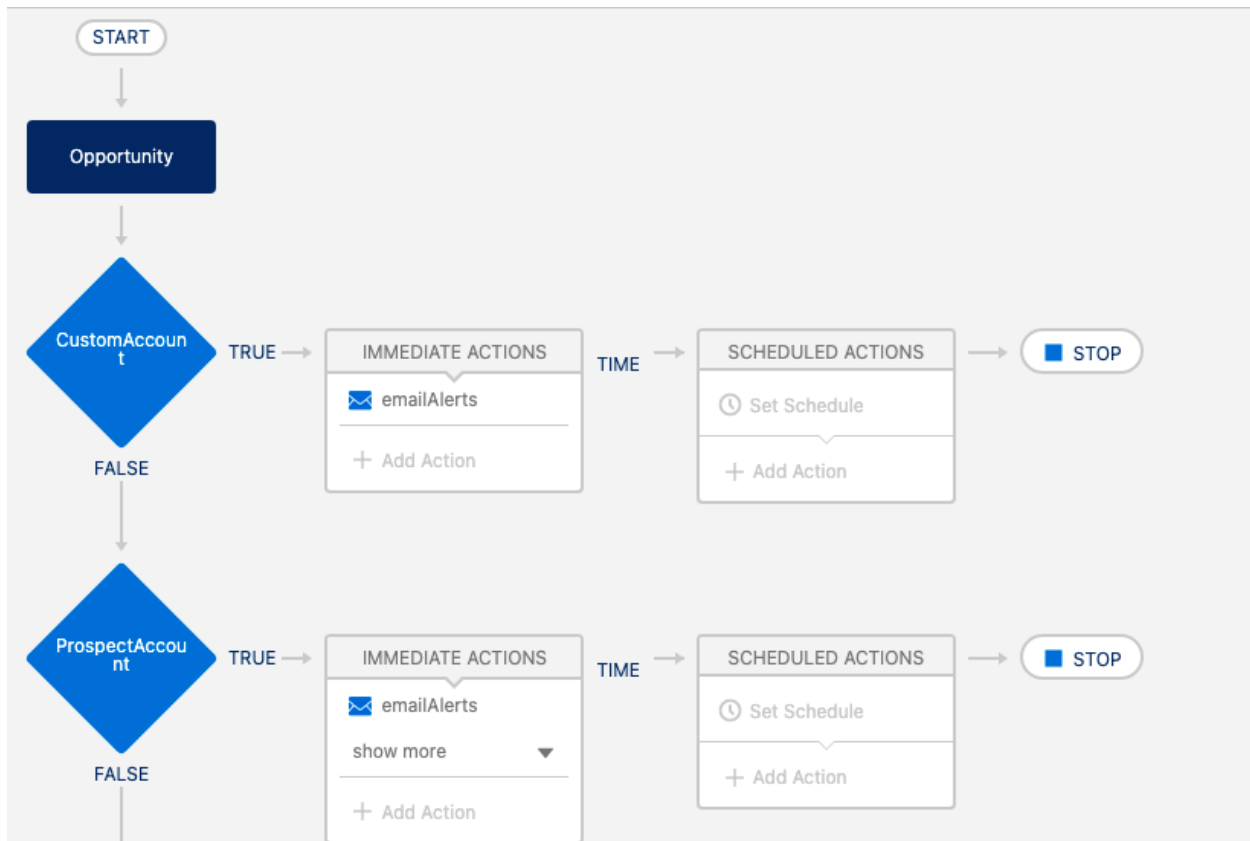 START
Opportunity
CustomAccoun
t
TRUE
IMMEDIATE ACTIONS
emailAlerts
+ Add Action
TIME
SCHEDULED ACTIONS
Set Schedule
+ Add Action
STOP
FALSE
ProspectAccou
nt
TRUE
IMMEDIATE ACTIONS
emailAlerts
show more
+ Add Action
TIME
SCHEDULED ACTIONS
Set Schedule
+ Add Action
STOP
FALSE